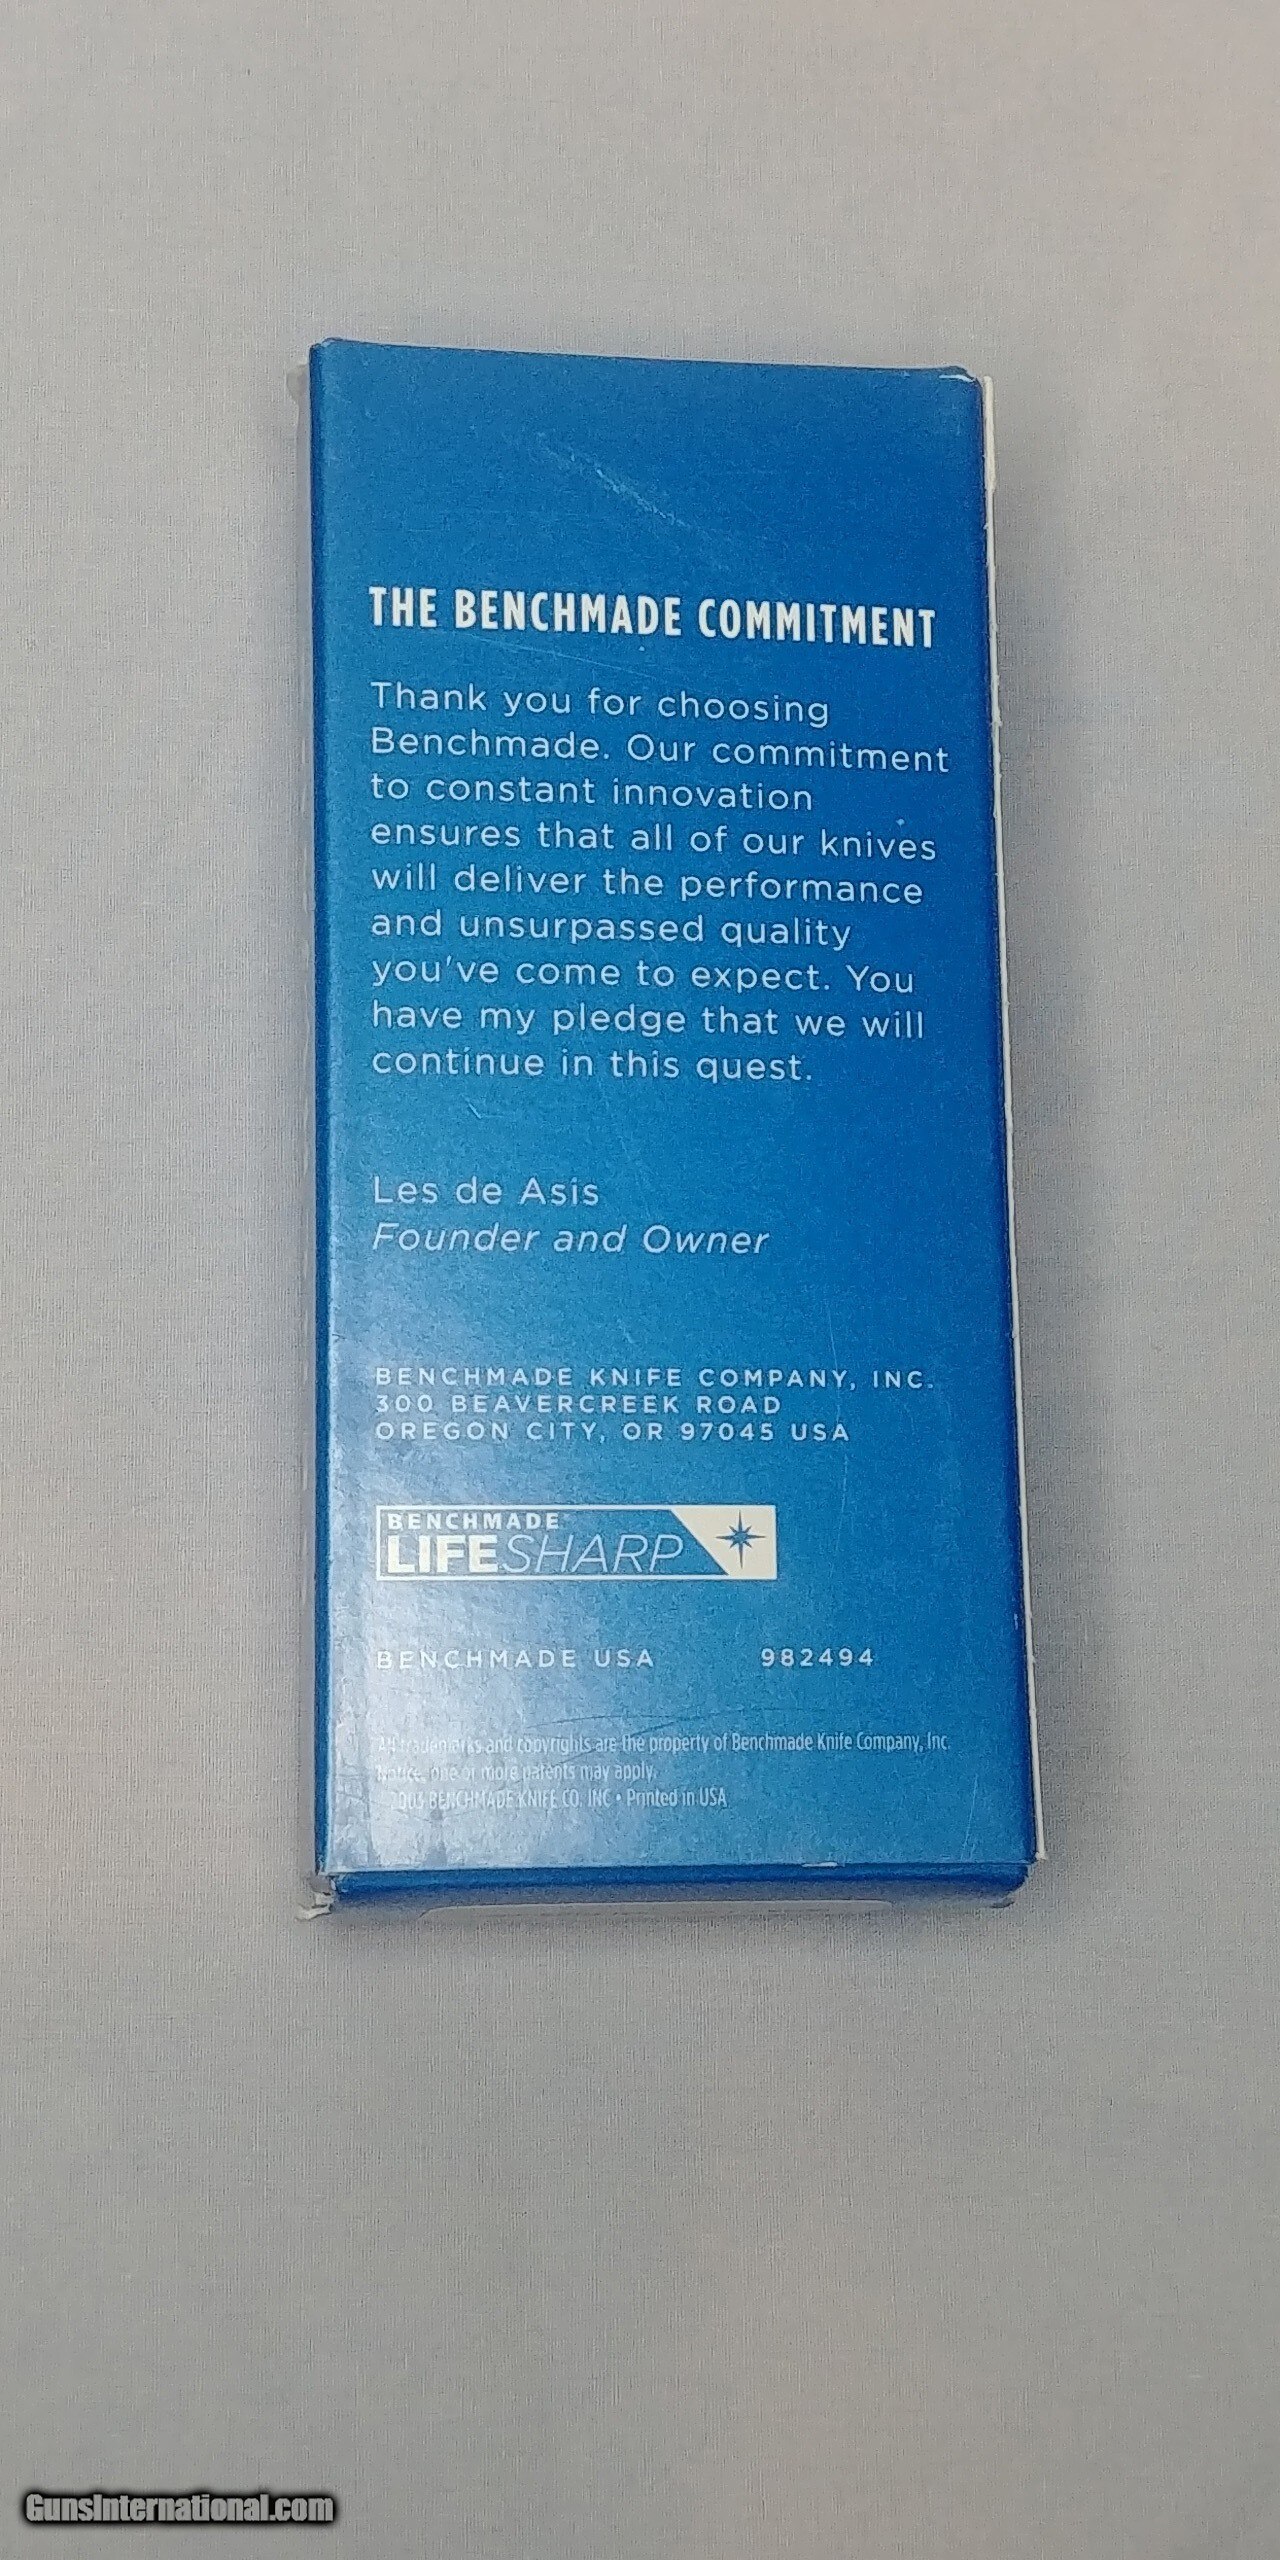 THE BENCHMADE COMMITMENT
Thank you for choosing
Benchmade. Our commitment
to constant innovation
ensures that all of our knives
will deliver the performance
and unsurpassed quality
you've come to expect. You
have my pledge that we will
continue in this quest.
Les de Asis
Founder and Owner
BENCHMADE KNIFE COMPANY, INC.
300 BEAVERCREEK ROAD
OREGON CITY, OR 97045 USA
BENCHMADE
LIFESHARP
BENCHMADE USA 982494
All trademarks and copyrights are the property of Benchmade Knife Company, Inc.
Notice, one or more patents may apply.
2003 BENCHMADE KNIFE CO. INC • Printed in USA
GunsInternational.com